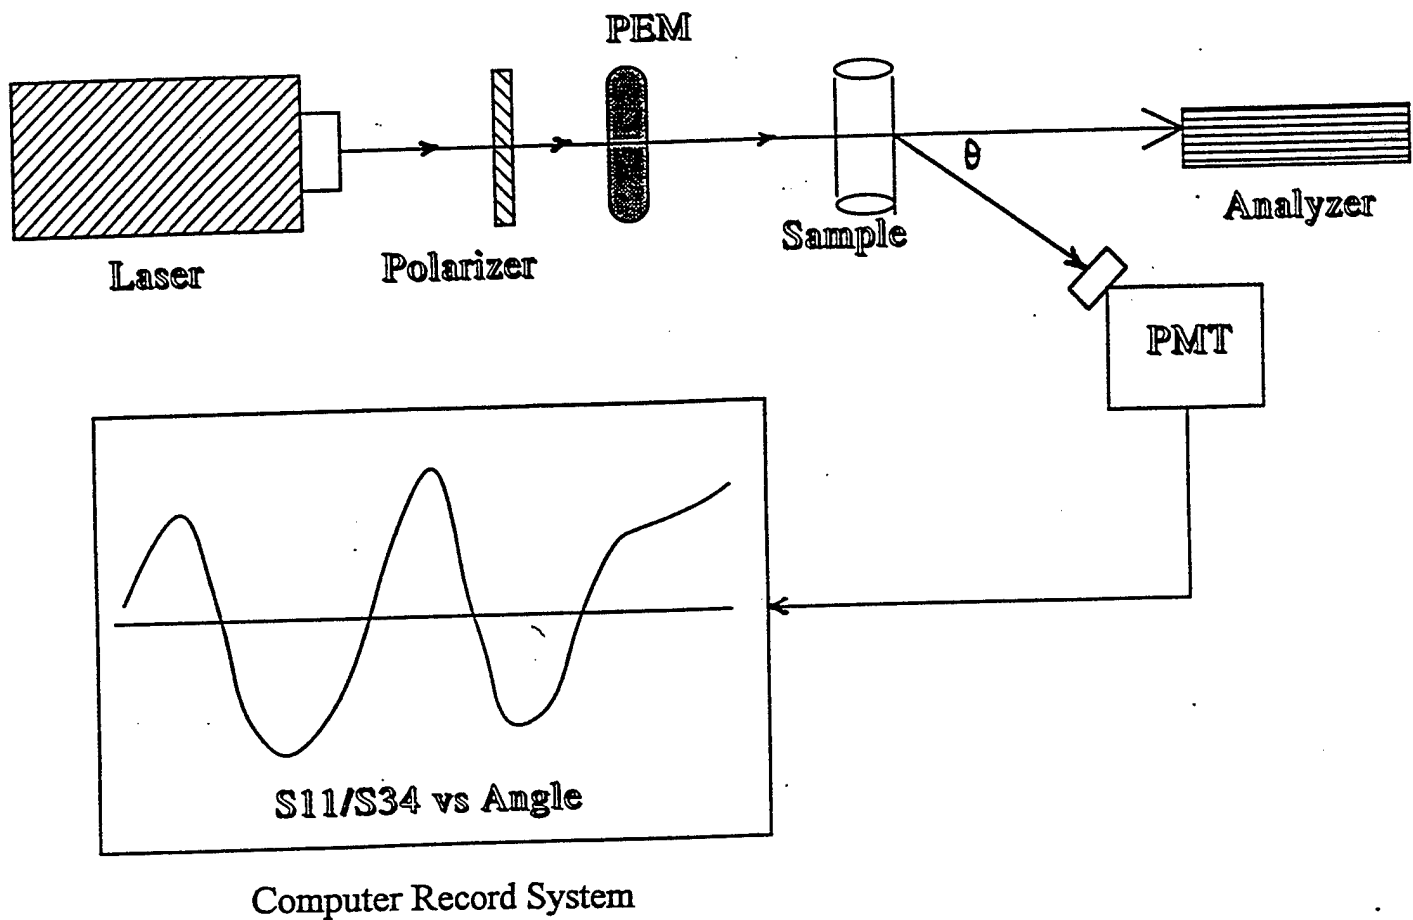 PEM
θ
Analyzer
Sample
Polarizer
Laser
PMT
S11/S34 vs Angle
Computer Record System